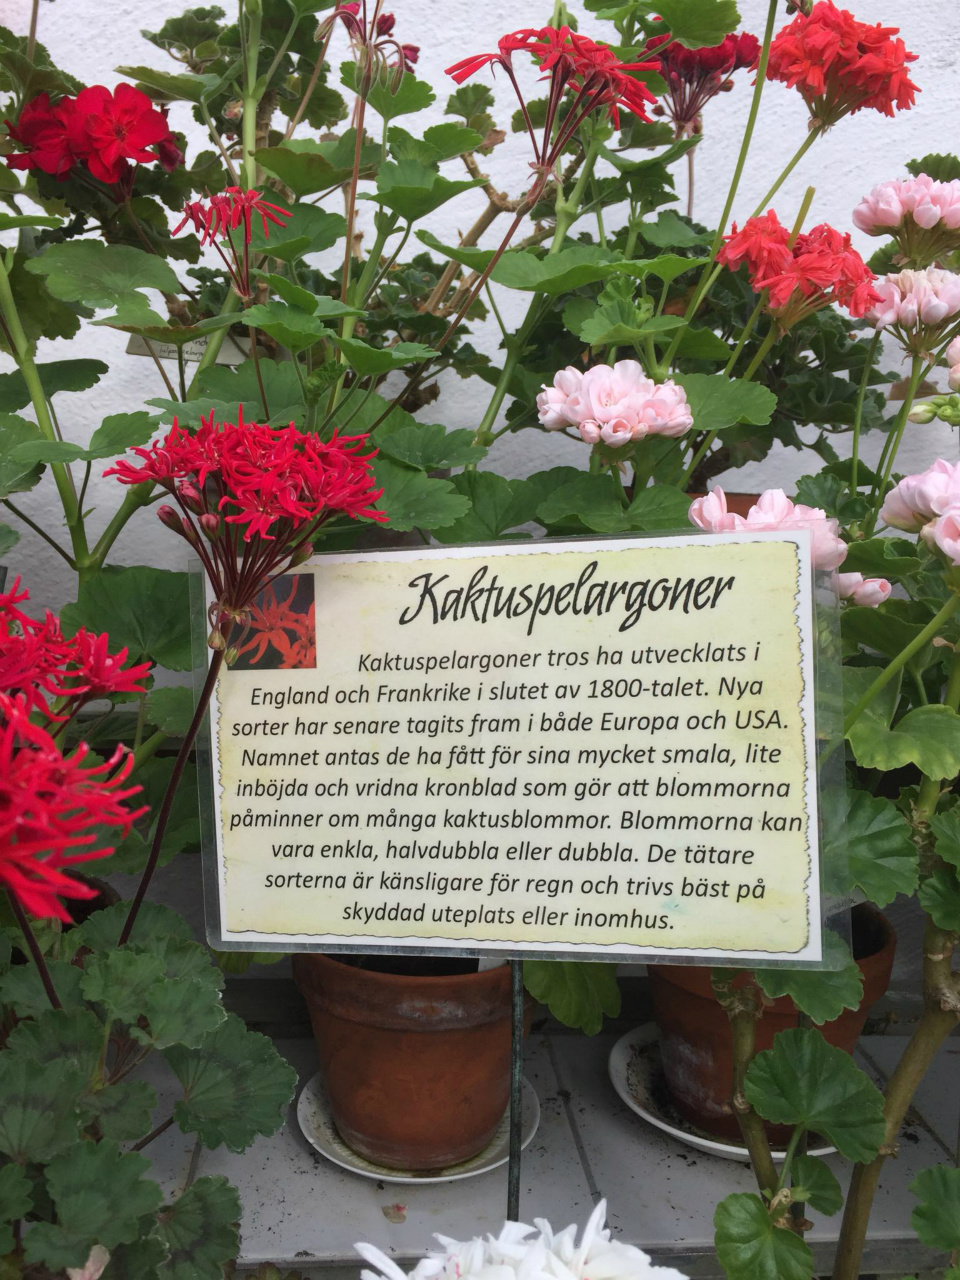 Kaktuspelargoner
Kaktuspelargoner tros ha utvecklats i
England och Frankrike i slutet av 1800-talet. Nya
sorter har senare tagits fram i både Europa och USA.
Namnet antas de ha fått för sina mycket smala, lite
inböjda och vridna kronblad som gör att blommorna
påminner om många kaktusblommor. Blommorna kan
vara enkla, halvdubbla eller dubbla. De tätare
sorterna är känsligare för regn och trivs bäst på
skyddad uteplats eller inomhus.